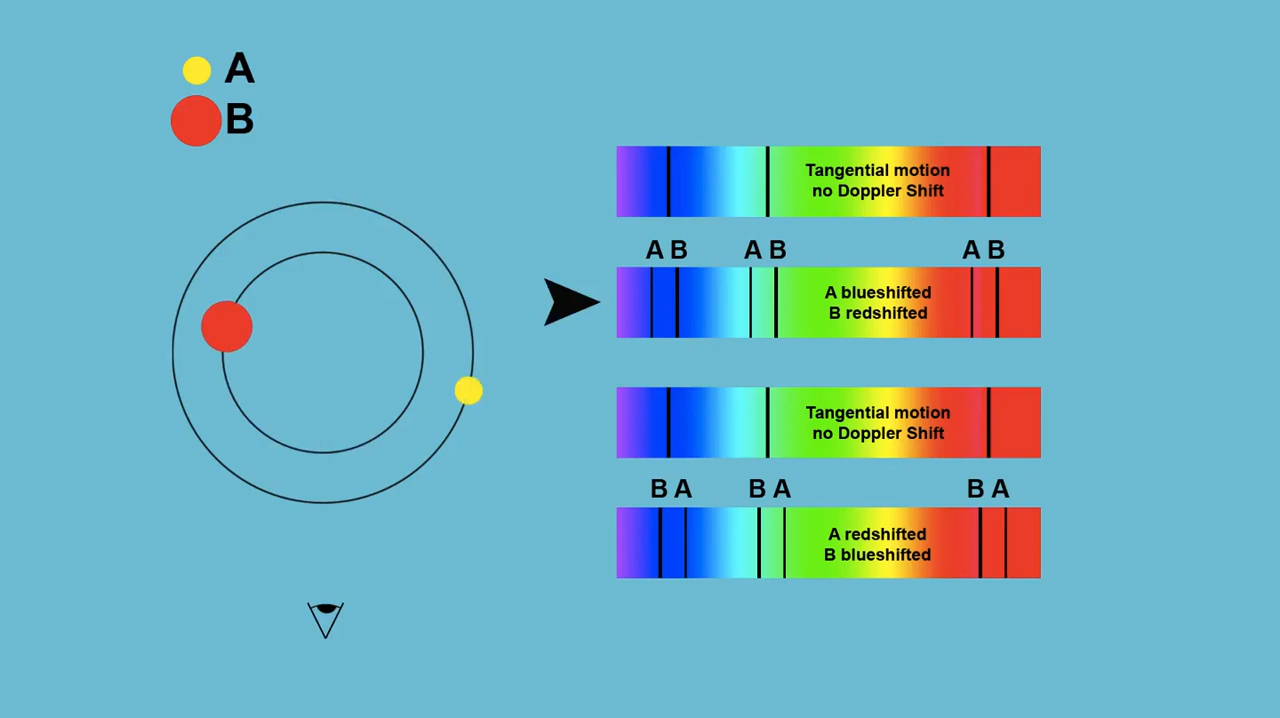 A
B
Tangential motion
no Doppler Shift
A B A B A B
A blueshifted
B redshifted
Tangential motion
no Doppler Shift
B A B A B A
A redshifted
B blueshifted